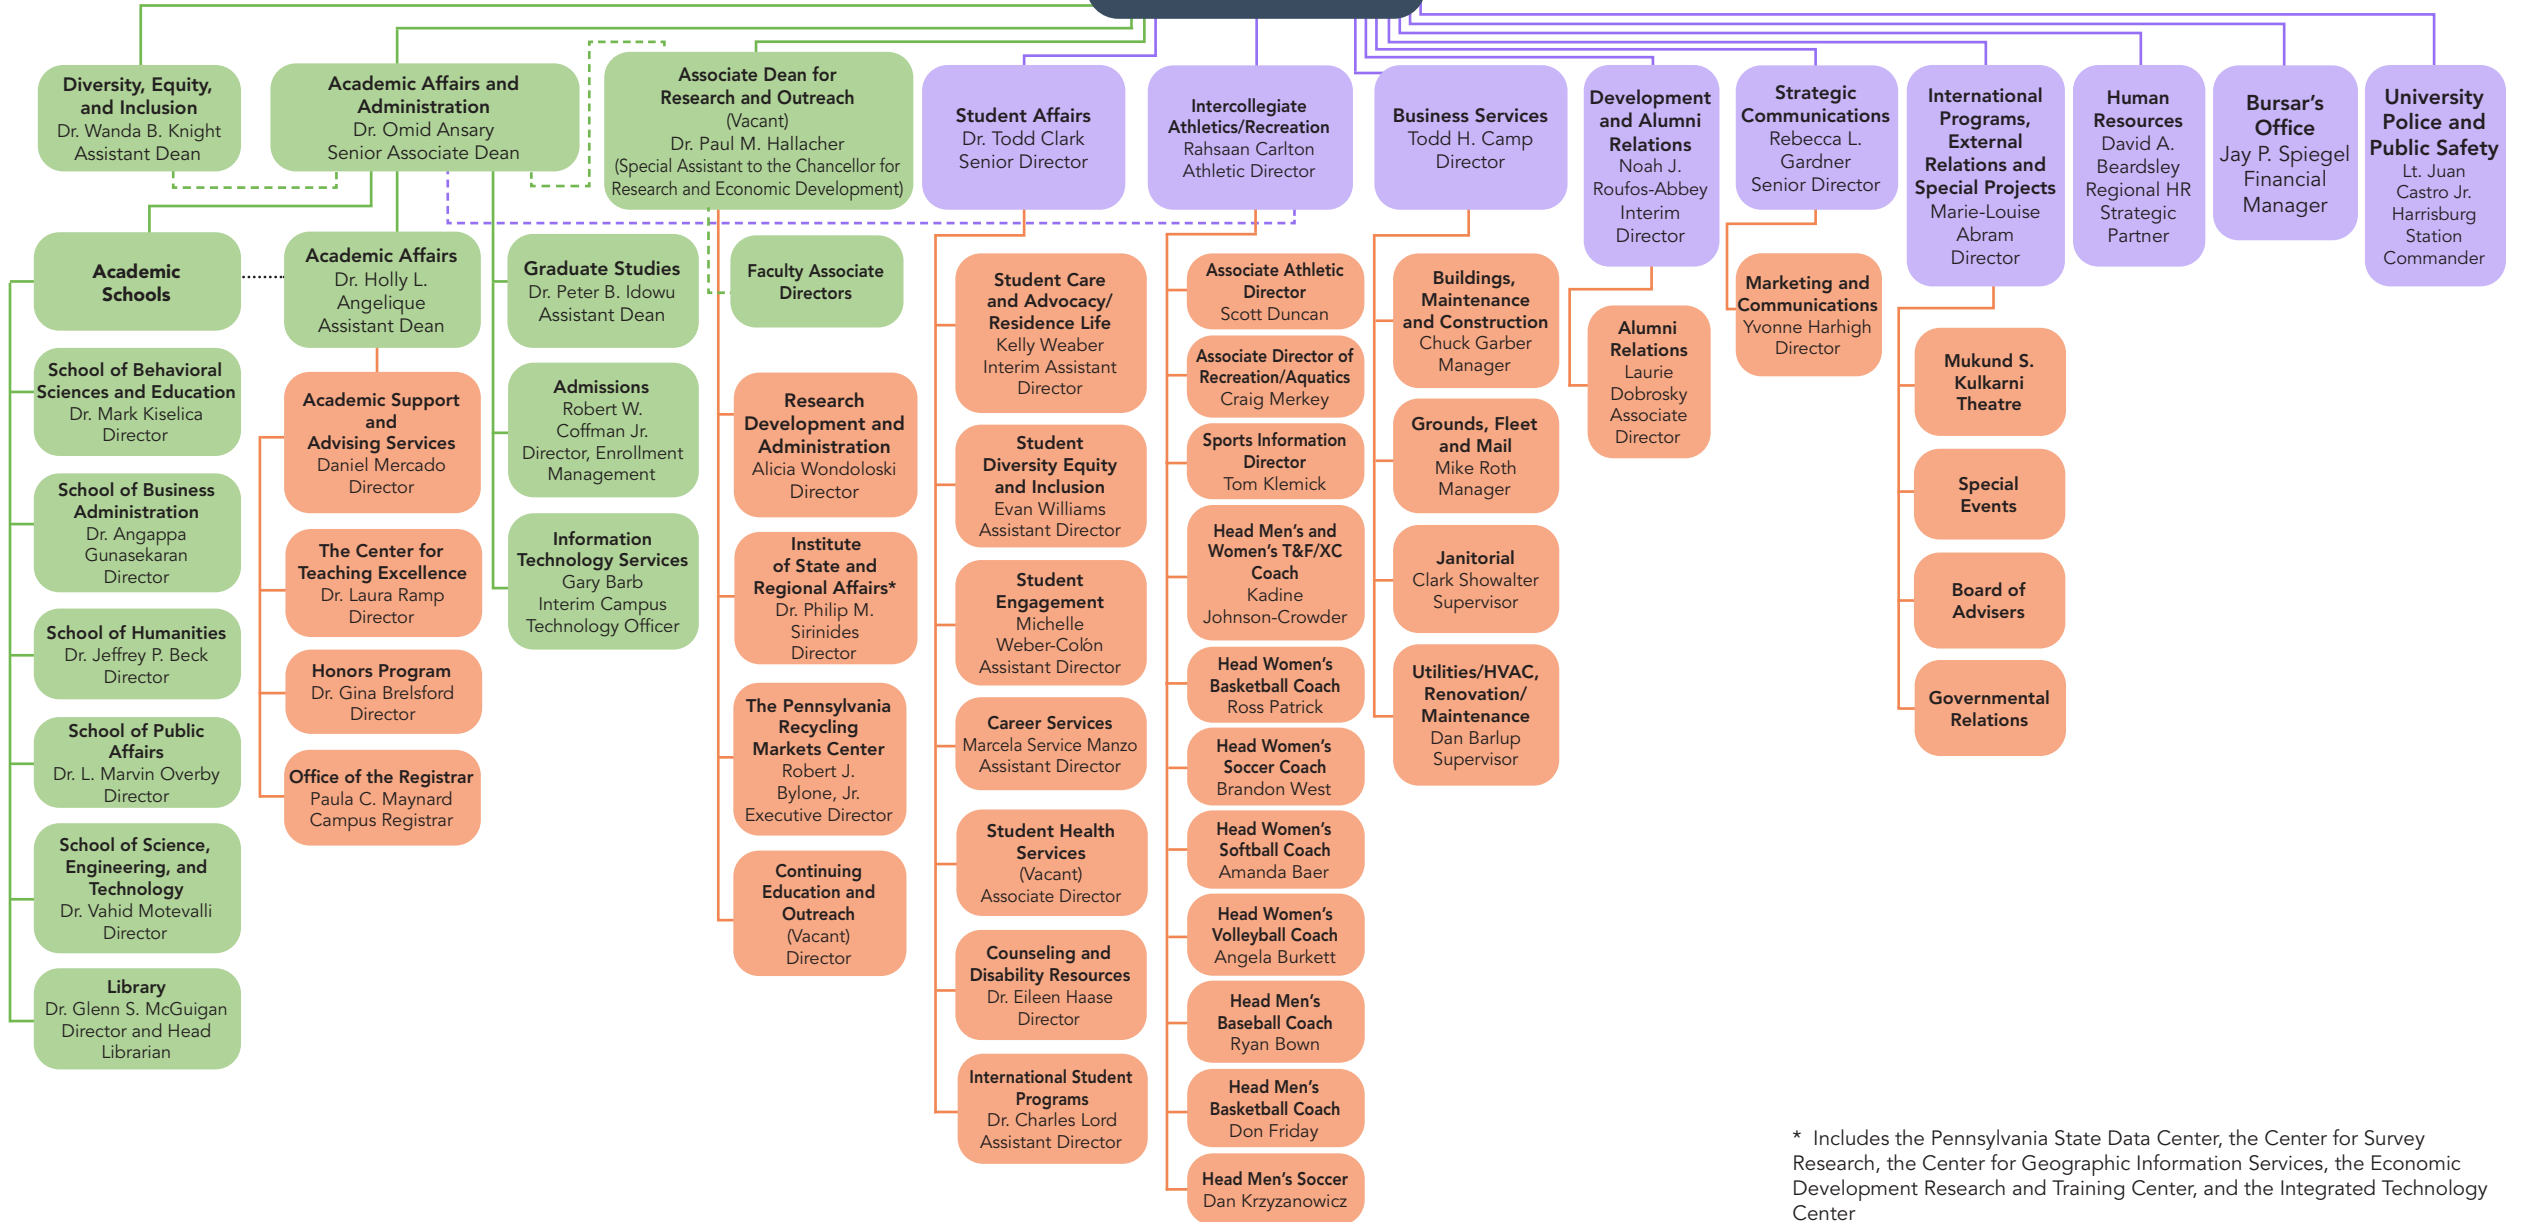 Diversity, Equity,
and Inclusion
Dr. Wanda B. Knight
Assistant Dean
Academic Affairs and
Administration
Dr. Omid Ansary
Senior Associate Dean
Associate Dean for
Research and Outreach
(Vacant)
Dr. Paul M. Hallacher
(Special Assistant to the Chancellor for
Research and Economic Development)
Student Affairs
Dr. Todd Clark
Senior Director
Intercollegiate
Athletics/Recreation
Rahsaan Carlton
Athletic Director
Business Services
Todd H. Camp
Director
Development
and Alumni
Relations
Noah J.
Roufos-Abbey
Interim
Director
Strategic
Communications
Rebecca L.
Gardner
Senior Director
International
Programs,
External
Relations and
Special Projects
Marie-Louise
Abram
Director
Human
Resources
David A.
Beardsley
Regional HR
Strategic
Partner
Bursar’s
Office
Jay P. Spiegel
Financial
Manager
University
Police and
Public Safety
Lt. Juan
Castro Jr.
Harrisburg
Station
Commander
Academic
Schools
School of Behavioral
Sciences and Education
Dr. Mark Kiselica
Director
School of Business
Administration
Dr. Angappa
Gunasekaran
Director
School of Humanities
Dr. Jeffrey P. Beck
Director
School of Public
Affairs
Dr. L. Marvin Overby
Director
School of Science,
Engineering, and
Technology
Dr. Vahid Motevalli
Director
Library
Dr. Glenn S. McGuigan
Director and Head
Librarian
Academic Affairs
Dr. Holly L.
Angelique
Assistant Dean
Academic Support
and
Advising Services
Daniel Mercado
Director
The Center for
Teaching Excellence
Dr. Laura Ramp
Director
Honors Program
Dr. Gina Brelsford
Director
Office of the Registrar
Paula C. Maynard
Campus Registrar
Graduate Studies
Dr. Peter B. Idowu
Assistant Dean
Admissions
Robert W.
Coffman Jr.
Director, Enrollment
Management
Information
Technology Services
Gary Barb
Interim Campus
Technology Officer
Faculty Associate
Directors
Research
Development and
Administration
Alicia Wondoloski
Director
Institute
of State and
Regional Affairs*
Dr. Philip M.
Sirinides
Director
The Pennsylvania
Recycling
Markets Center
Robert J.
Bylone, Jr.
Executive Director
Continuing
Education and
Outreach
(Vacant)
Director
Student Care
and Advocacy/
Residence Life
Kelly Weaber
Interim Assistant
Director
Student
Diversity Equity
and Inclusion
Evan Williams
Assistant Director
Student
Engagement
Michelle
Weber-Colón
Assistant Director
Career Services
Marcela Service Manzo
Assistant Director
Student Health
Services
(Vacant)
Associate Director
Counseling and
Disability Resources
Dr. Eileen Haase
Director
International Student
Programs
Dr. Charles Lord
Assistant Director
Associate Athletic
Director
Scott Duncan
Associate Director of
Recreation/Aquatics
Craig Merkey
Sports Information
Director
Tom Klemick
Head Men’s and
Women’s T&F/XC
Coach
Kadine
Johnson-Crowder
Head Women’s
Basketball Coach
Ross Patrick
Head Women’s
Soccer Coach
Brandon West
Head Women’s
Softball Coach
Amanda Baer
Head Women’s
Volleyball Coach
Angela Burkett
Head Men’s
Baseball Coach
Ryan Bown
Head Men’s
Basketball Coach
Don Friday
Head Men’s Soccer
Dan Krzyzanowicz
Buildings,
Maintenance
and Construction
Chuck Garber
Manager
Grounds, Fleet
and Mail
Mike Roth
Manager
Janitorial
Clark Showalter
Supervisor
Utilities/HVAC,
Renovation/
Maintenance
Dan Barlup
Supervisor
Alumni
Relations
Laurie
Dobrosky
Associate
Director
Marketing and
Communications
Yvonne Harhigh
Director
Mukund S.
Kulkarni
Theatre
Special
Events
Board of
Advisers
Governmental
Relations
* Includes the Pennsylvania State Data Center, the Center for Survey
Research, the Center for Geographic Information Services, the Economic
Development Research and Training Center, and the Integrated Technology
Center